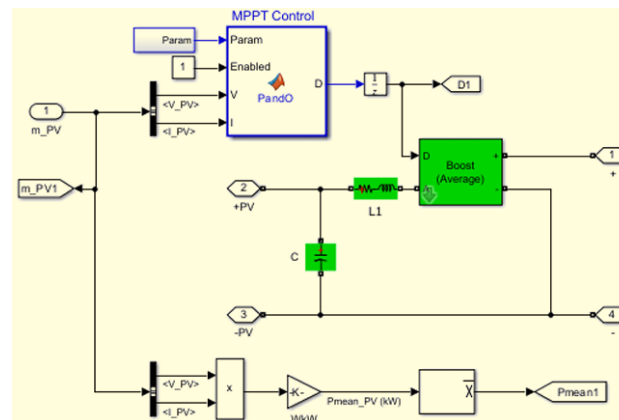 MPPT Control
Param
Param
1
Enabled
V
<V_PV>
I
<I_PV>
D
PandO
1
z
D1
1
m_PV
m_PV1
D
Boost
(Average)
+
-
1
+
2
+PV
L1
C
3
-PV
4
-
<V_PV>
<I_PV>
x
-K-
Pmean_PV (kW)
X
Pmean1